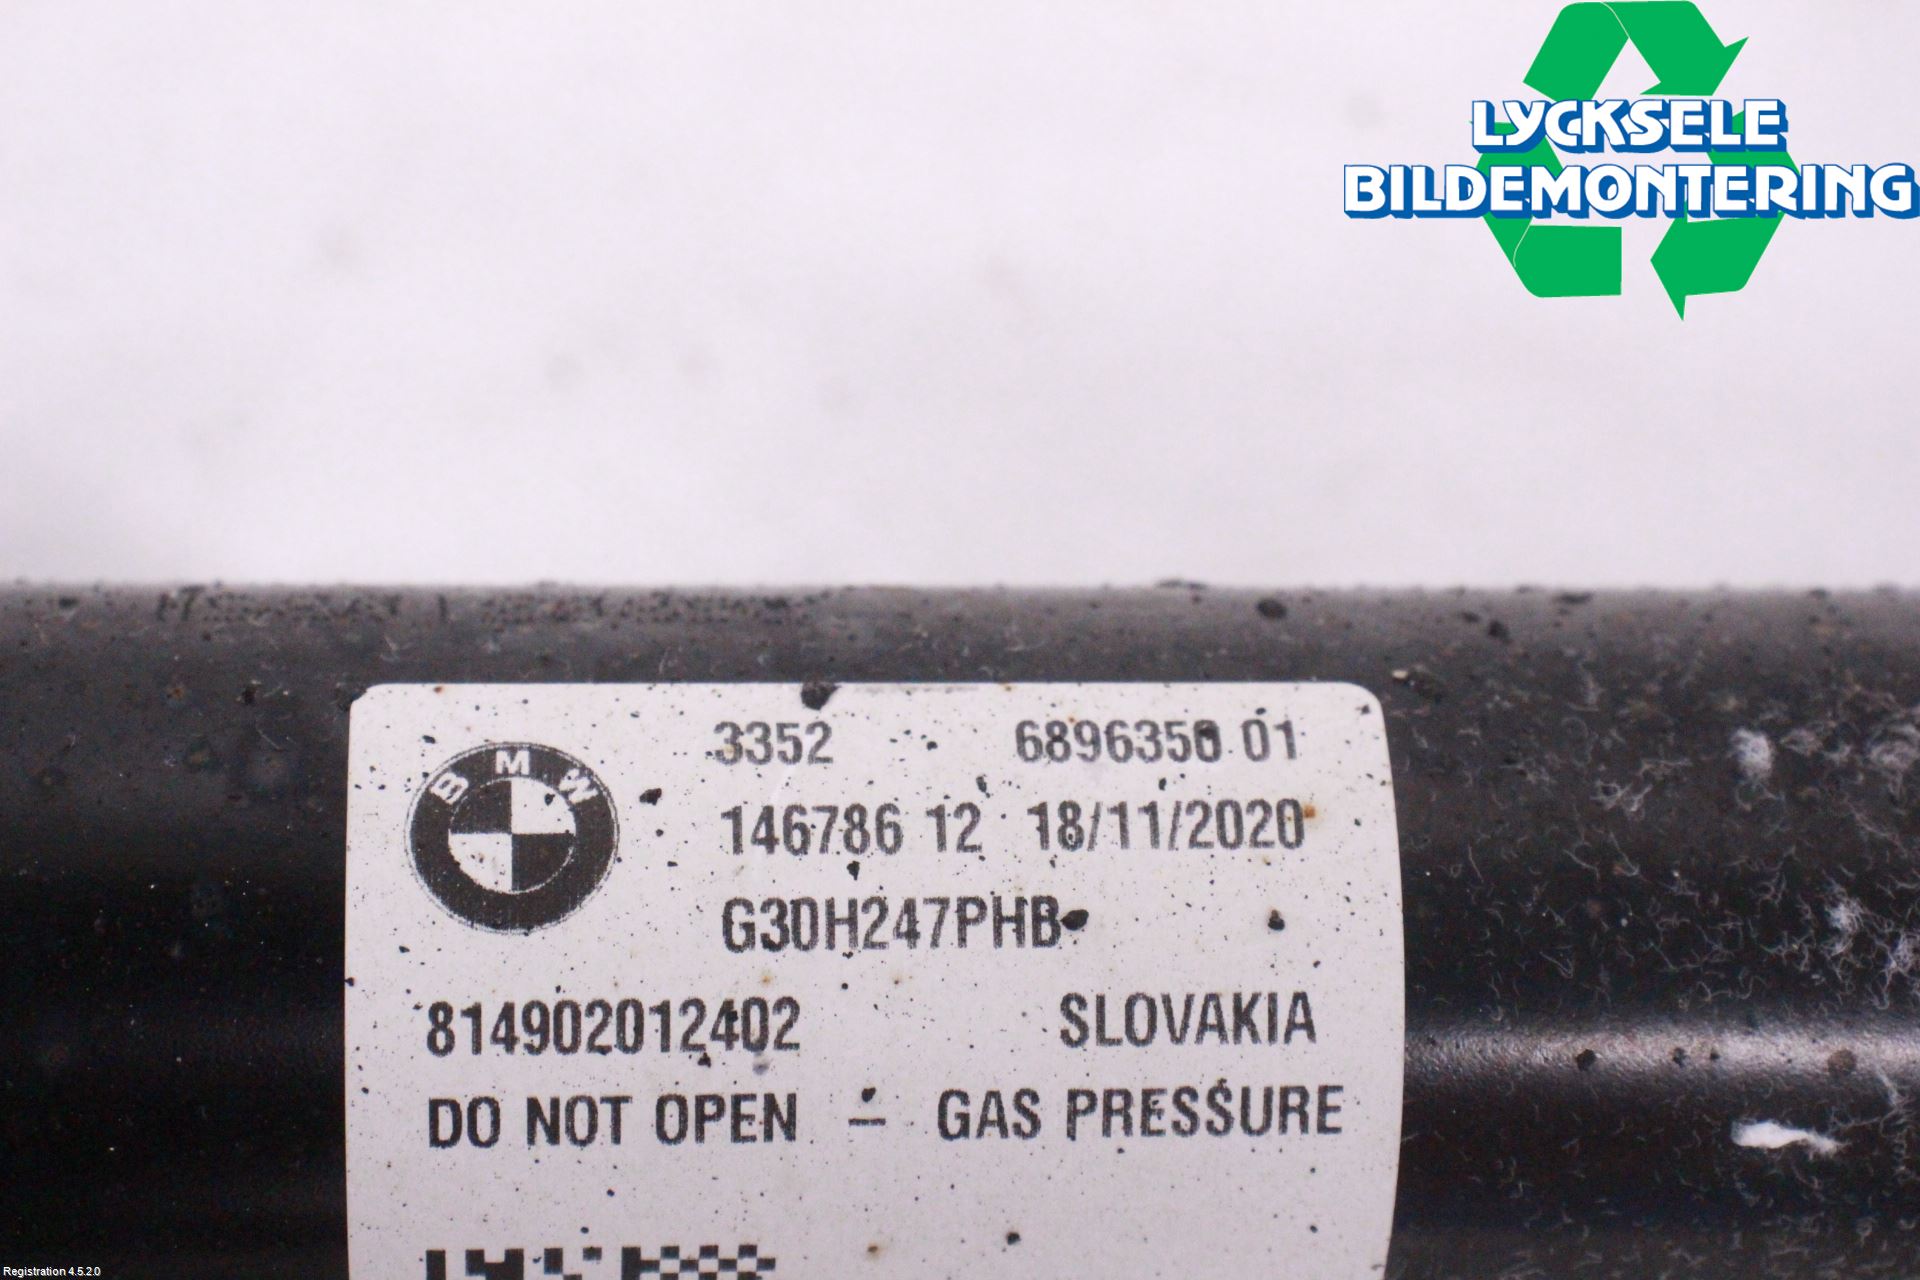 LYCKSELE
BILDEMONTERING
BMW
3352 6896350 01
146786 12 18/11/2020
G30H247PHB
814902012402 SLOVAKIA
DO NOT OPEN – GAS PRESSURE
Registration 4.5.2.0